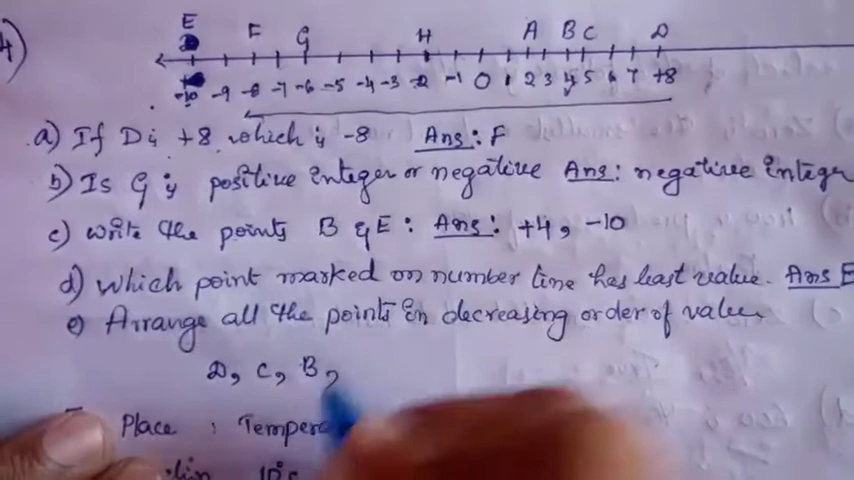 4)
E F G H A B C D
-10 -9 -8 -7 -6 -5 -4 -3 -2 -1 0 1 2 3 4 5 6 7 +8
a) If D is +8 which is -8 Ans: F
b) Is G is positive integer or negative Ans: negative integer
c) write the points B & E: Ans: +4, -10
d) which point marked on number line has least value. Ans E
e) Arrange all the points in decreasing order of value
D, C, B,
Place : Tempera
10°C